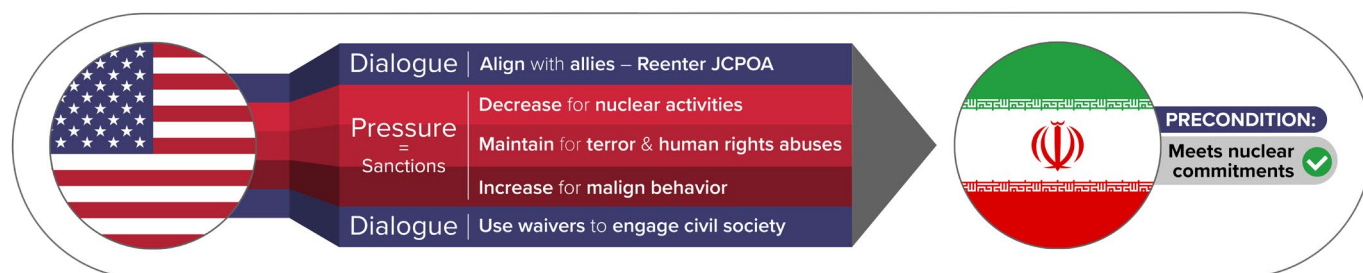 Dialogue
Align with allies – Reenter JCPOA
Pressure
=
Sanctions
Decrease for nuclear activities
Maintain for terror & human rights abuses
Increase for malign behavior
Dialogue
Use waivers to engage civil society
PRECONDITION:
Meets nuclear
commitments